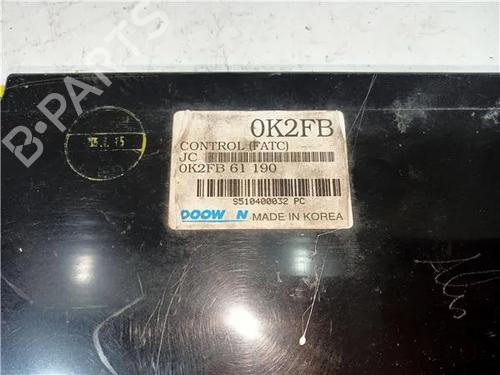 B-PARTS
0K2FB
CONTROL (FATC)
JC
0K2FB 61 190
S510400032 PC
DOOW N MADE IN KOREA